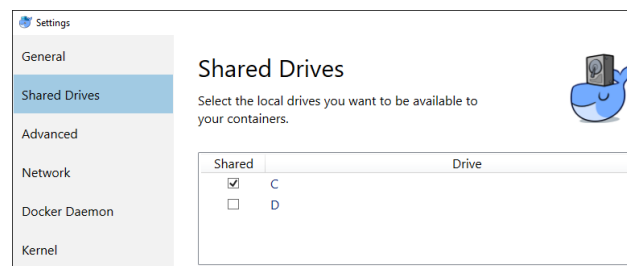 Settings
General
Shared Drives
Advanced
Network
Docker Daemon
Kernel
Shared Drives
Select the local drives you want to be available to
your containers.
Shared Drive
C
D